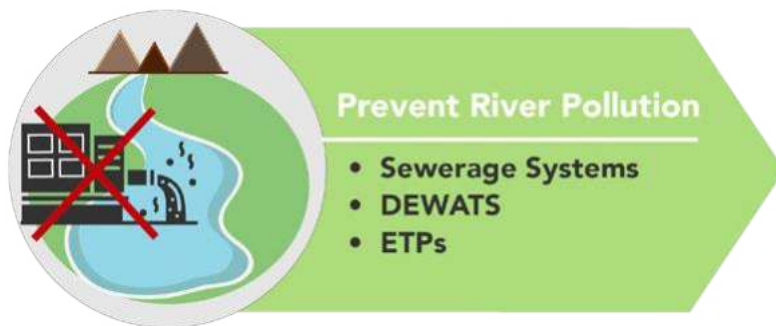 Prevent River Pollution
• Sewerage Systems
• DEWATS
• ETPs